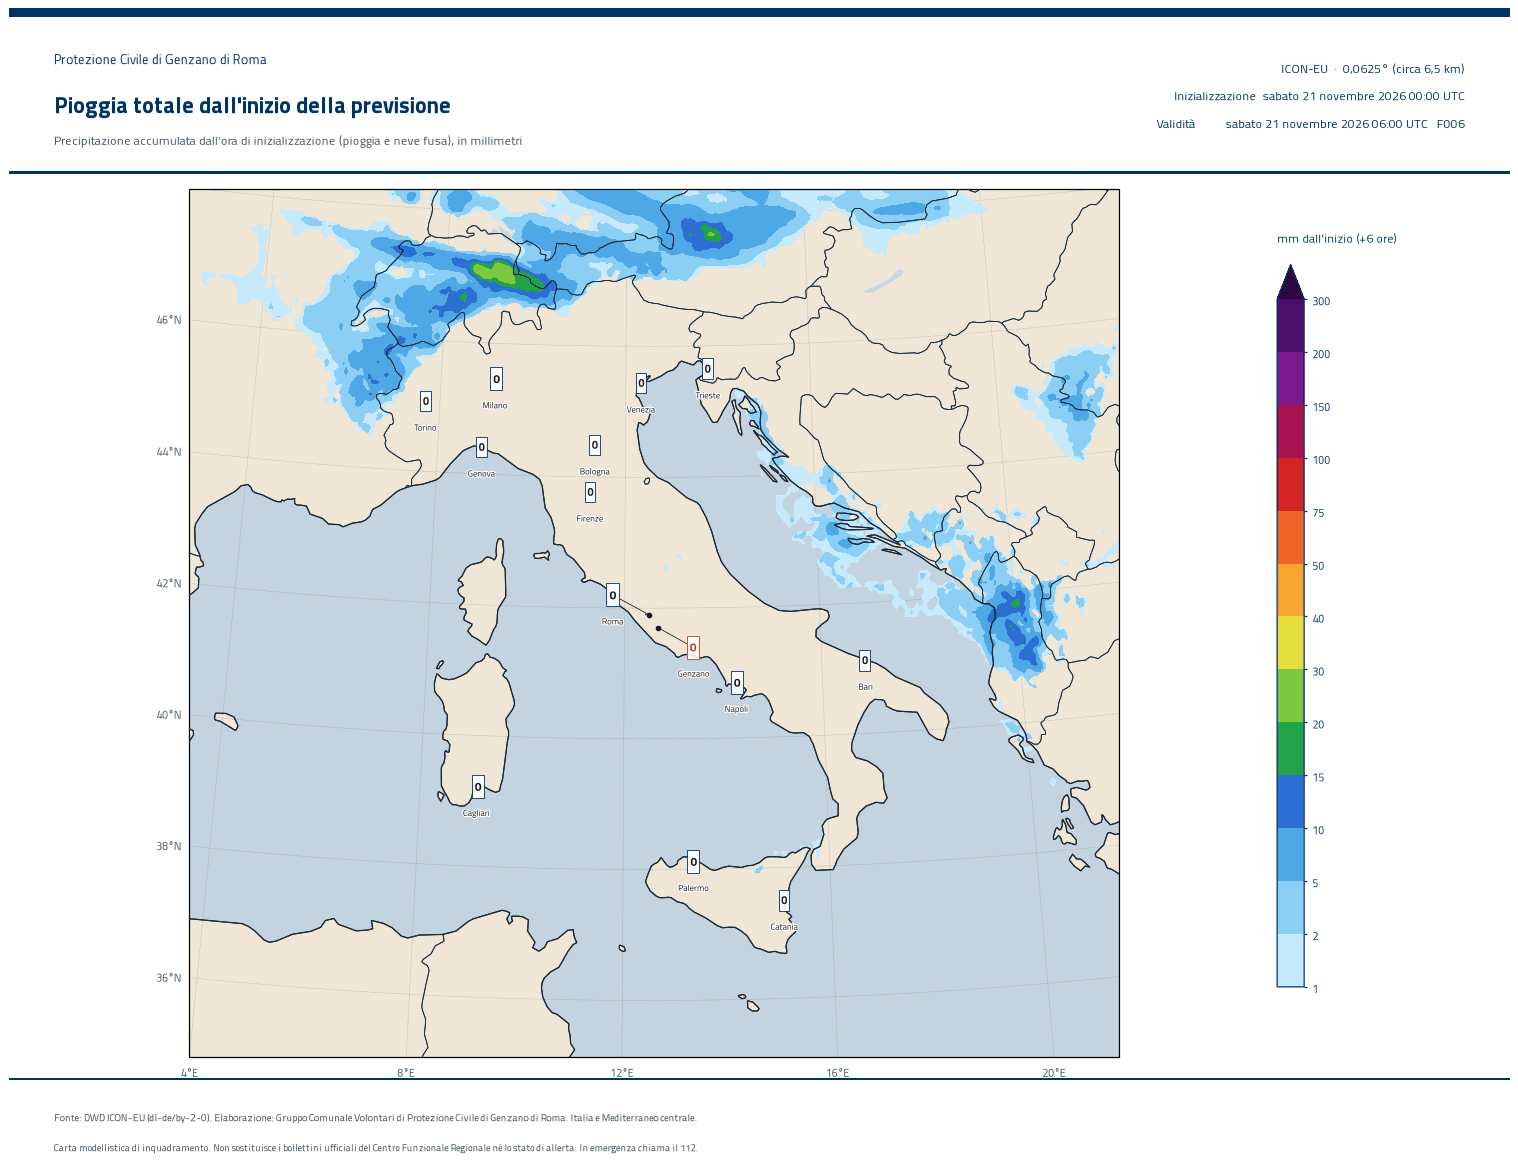 Protezione Civile di Genzano di Roma
Pioggia totale dall'inizio della previsione
Precipitazione accumulata dall'ora di inizializzazione (pioggia e neve fusa), in millimetri
ICON-EU · 0,0625° (circa 6,5 km)
Inizializzazione sabato 21 novembre 2026 00:00 UTC
Validità sabato 21 novembre 2026 06:00 UTC F006
mm dall'inizio (+6 ore)
300
200
150
100
75
50
40
30
20
15
10
5
2
1
46°N
44°N
42°N
40°N
38°N
36°N
4°E
8°E
12°E
16°E
20°E
0
Milano
0
Torino
0
Venezia
0
Trieste
0
Genova
0
Bologna
0
Firenze
0
Roma
0
Genzano
0
Napoli
0
Bari
0
Cagliari
0
Palermo
0
Catania
Fonte: DWD ICON-EU (dl-de/by-2-0). Elaborazione: Gruppo Comunale Volontari di Protezione Civile di Genzano di Roma. Italia e Mediterraneo centrale.
Carta modellistica di inquadramento. Non sostituisce i bollettini ufficiali del Centro Funzionale Regionale né lo stato di allerta. In emergenza chiama il 112.